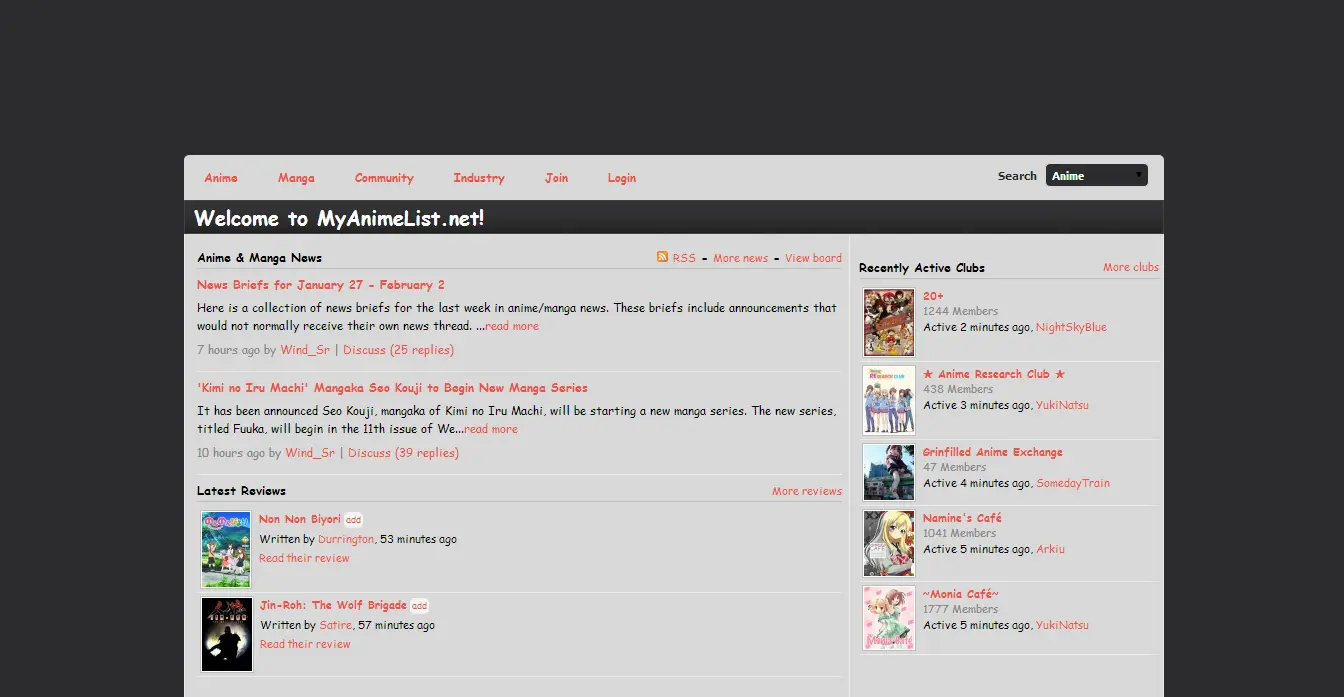 Anime Manga Community Industry Join Login Search Anime
Welcome to MyAnimeList.net!
Anime & Manga News RSS - More news - View board
News Briefs for January 27 - February 2
Here is a collection of news briefs for the last week in anime/manga news. These briefs include announcements that
would not normally receive their own news thread. ...read more
7 hours ago by Wind_Sr | Discuss (25 replies)
'Kimi no Iru Machi' Mangaka Seo Kouji to Begin New Manga Series
It has been announced Seo Kouji, mangaka of Kimi no Iru Machi, will be starting a new manga series. The new series,
titled Fuuka, will begin in the 11th issue of We...read more
10 hours ago by Wind_Sr | Discuss (39 replies)
Latest Reviews More reviews
Non Non Biyori add
Written by Durrington, 53 minutes ago
Read their review
Jin-Roh: The Wolf Brigade add
Written by Satire, 57 minutes ago
Read their review
Recently Active Clubs More clubs
20+
1244 Members
Active 2 minutes ago, NightSkyBlue
★ Anime Research Club ★
438 Members
Active 3 minutes ago, YukiNatsu
Grinfilled Anime Exchange
47 Members
Active 4 minutes ago, SomedayTrain
Namine's Café
1041 Members
Active 5 minutes ago, Arkiu
~Monia Café~
1777 Members
Active 5 minutes ago, YukiNatsu